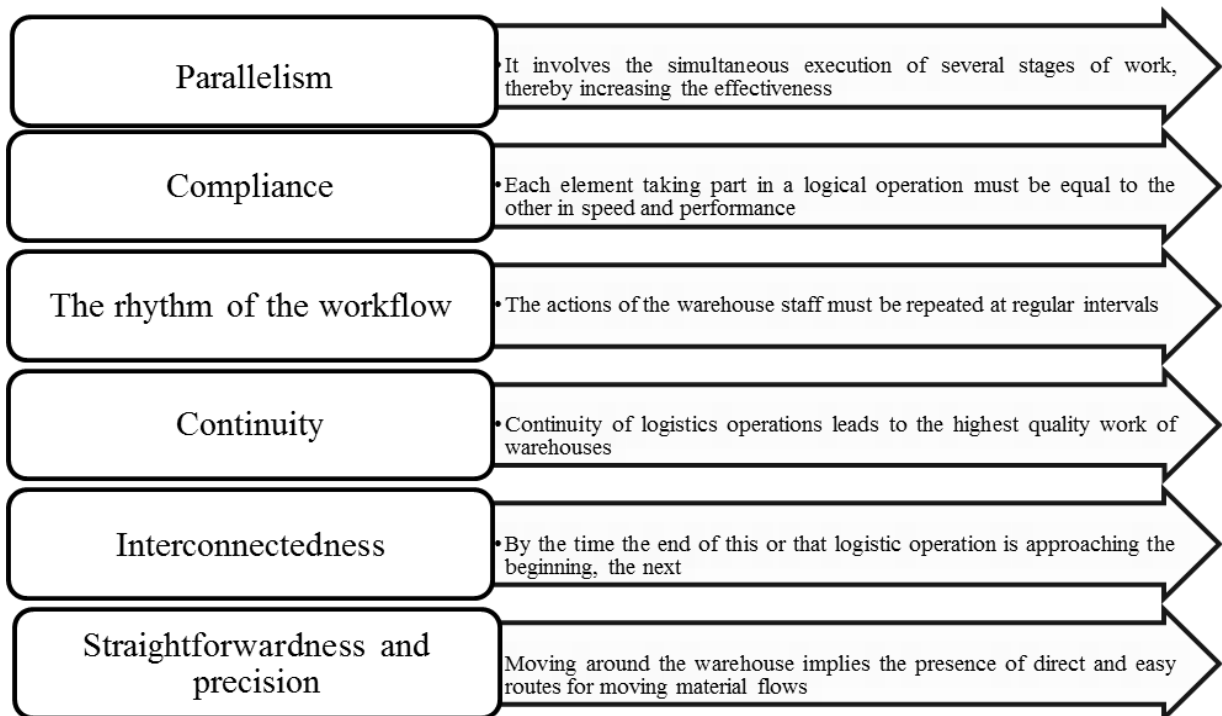 Parallelism
•It involves the simultaneous execution of several stages of work,
thereby increasing the effectiveness
Compliance
•Each element taking part in a logical operation must be equal to the
other in speed and performance
The rhythm of the workflow
•The actions of the warehouse staff must be repeated at regular intervals
Continuity
•Continuity of logistics operations leads to the highest quality work of
warehouses
Interconnectedness
•By the time the end of this or that logistic operation is approaching the
beginning, the next
Straightforwardness and
precision
Moving around the warehouse implies the presence of direct and easy
routes for moving material flows